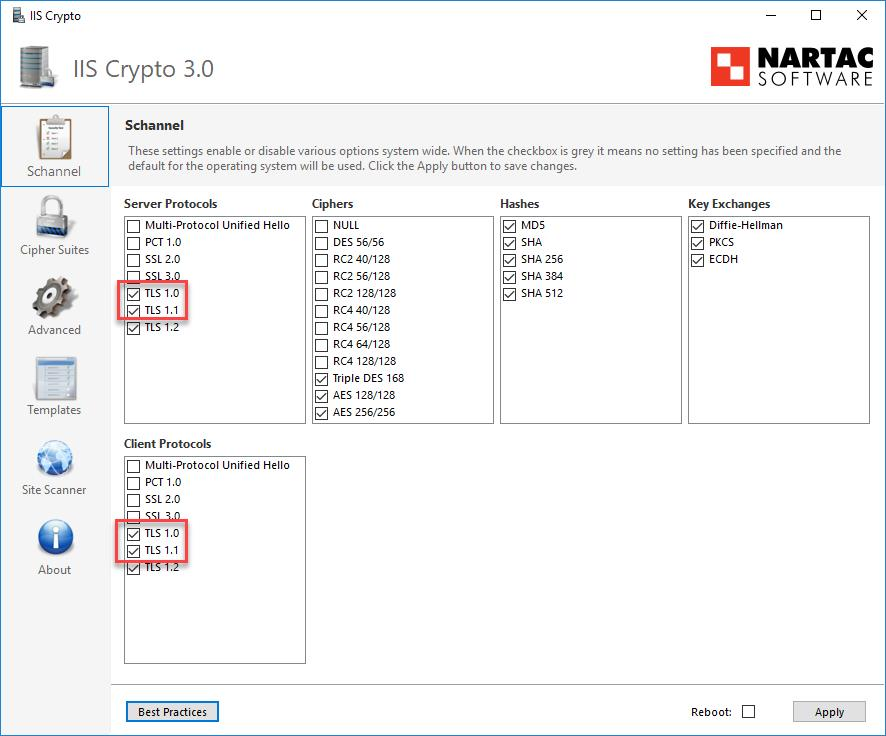 IIS Crypto
IIS Crypto 3.0
NARTAC
SOFTWARE
Schannel
Cipher Suites
Advanced
Templates
Site Scanner
About
Schannel
These settings enable or disable various options system wide. When the checkbox is grey it means no setting has been specified and the
default for the operating system will be used. Click the Apply button to save changes.
Server Protocols
Multi-Protocol Unified Hello
PCT 1.0
SSL 2.0
SSL 3.0
TLS 1.0
TLS 1.1
TLS 1.2
Ciphers
NULL
DES 56/56
RC2 40/128
RC2 56/128
RC2 128/128
RC4 40/128
RC4 56/128
RC4 64/128
RC4 128/128
Triple DES 168
AES 128/128
AES 256/256
Hashes
MD5
SHA
SHA 256
SHA 384
SHA 512
Key Exchanges
Diffie-Hellman
PKCS
ECDH
Client Protocols
Multi-Protocol Unified Hello
PCT 1.0
SSL 2.0
SSL 3.0
TLS 1.0
TLS 1.1
TLS 1.2
Best Practices
Reboot:
Apply